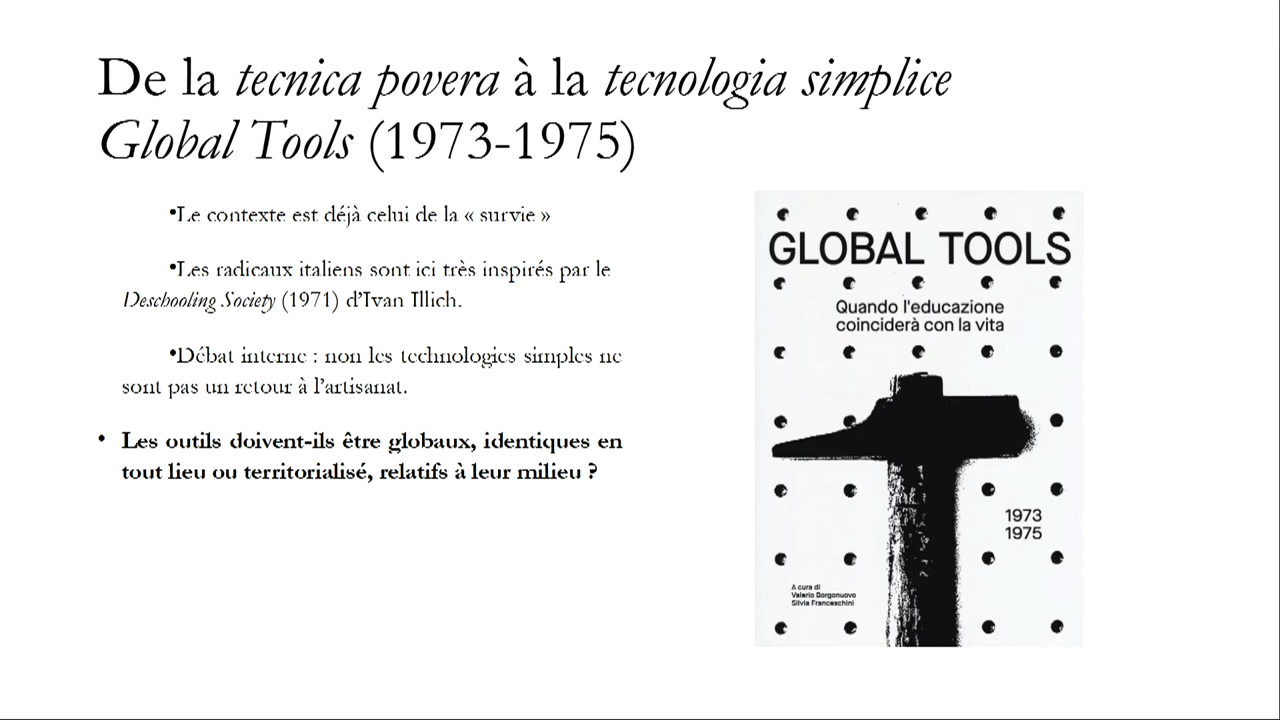 De la tecnica povera à la tecnologia simplice
Global Tools (1973-1975)
•Le contexte est déjà celui de la « survie »
•Les radicaux italiens sont ici très inspirés par le
Deschooling Society (1971) d’Ivan Illich.
•Débat interne : non les technologies simples ne
sont pas un retour à l’artisanat.
• Les outils doivent-ils être globaux, identiques en
tout lieu ou territorialisé, relatifs à leur milieu ?
GLOBAL TOOLS
Quando l'educazione
coinciderà con la vita
1973
1975
A cura di
Valerio Borgonuovo
Silvia Franceschini